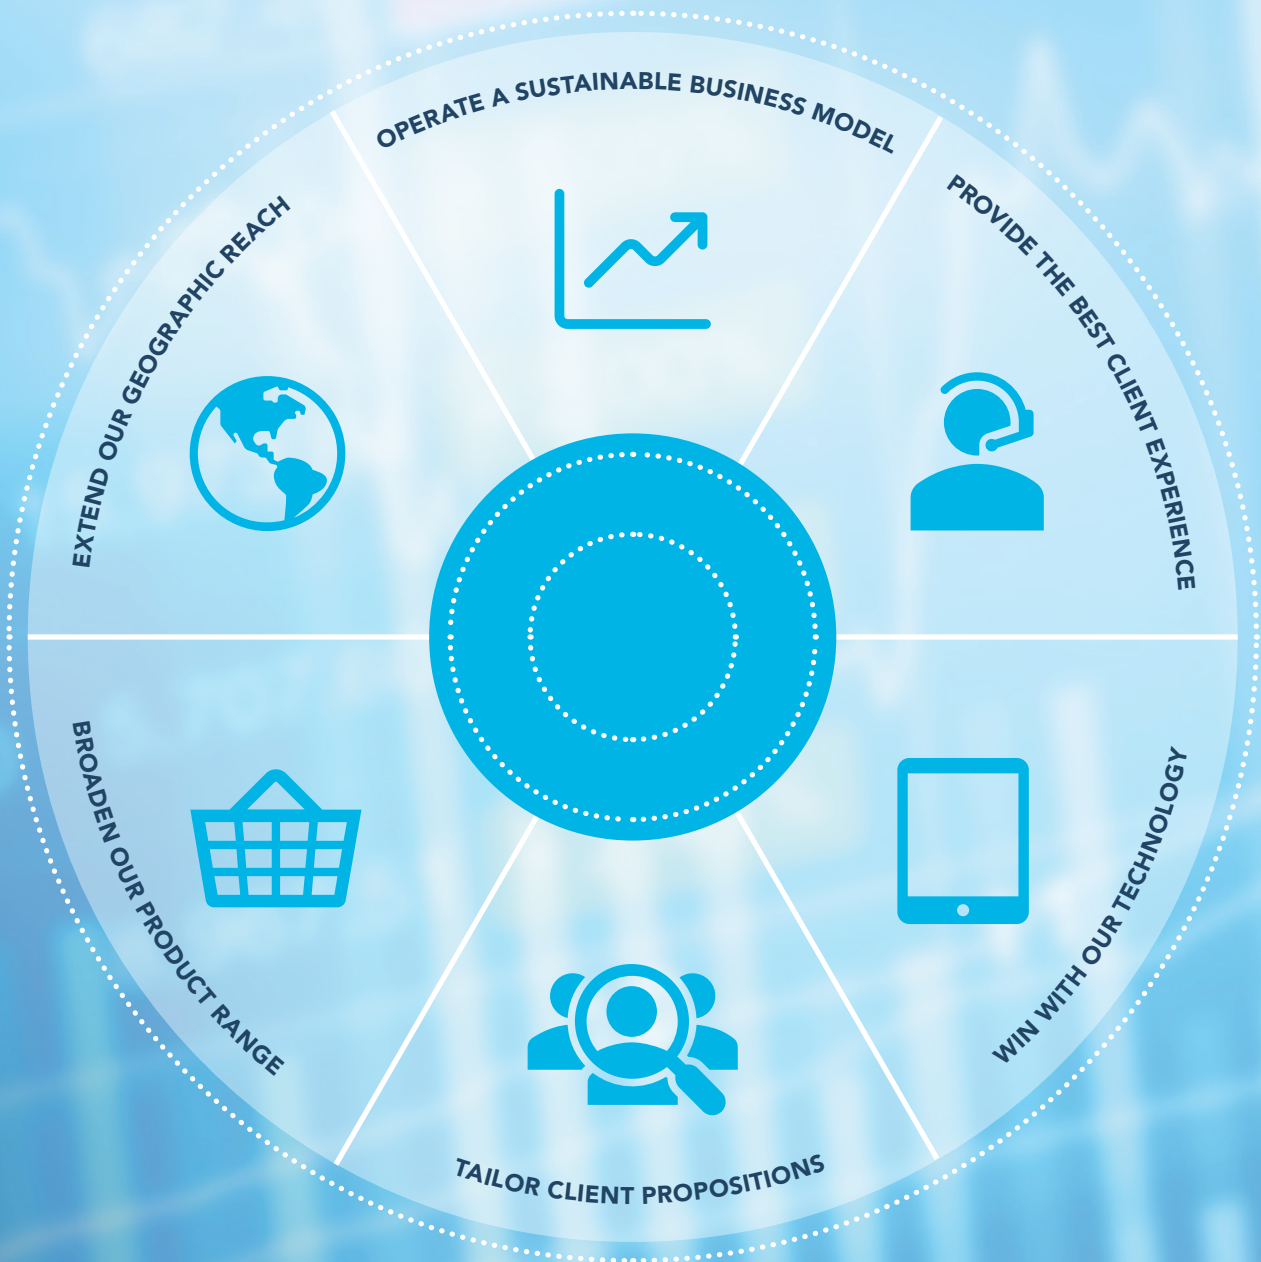 OPERATE A SUSTAINABLE BUSINESS MODEL
PROVIDE THE BEST CLIENT EXPERIENCE
WIN WITH OUR TECHNOLOGY
TAILOR CLIENT PROPOSITIONS
BROADEN OUR PRODUCT RANGE
EXTEND OUR GEOGRAPHIC REACH